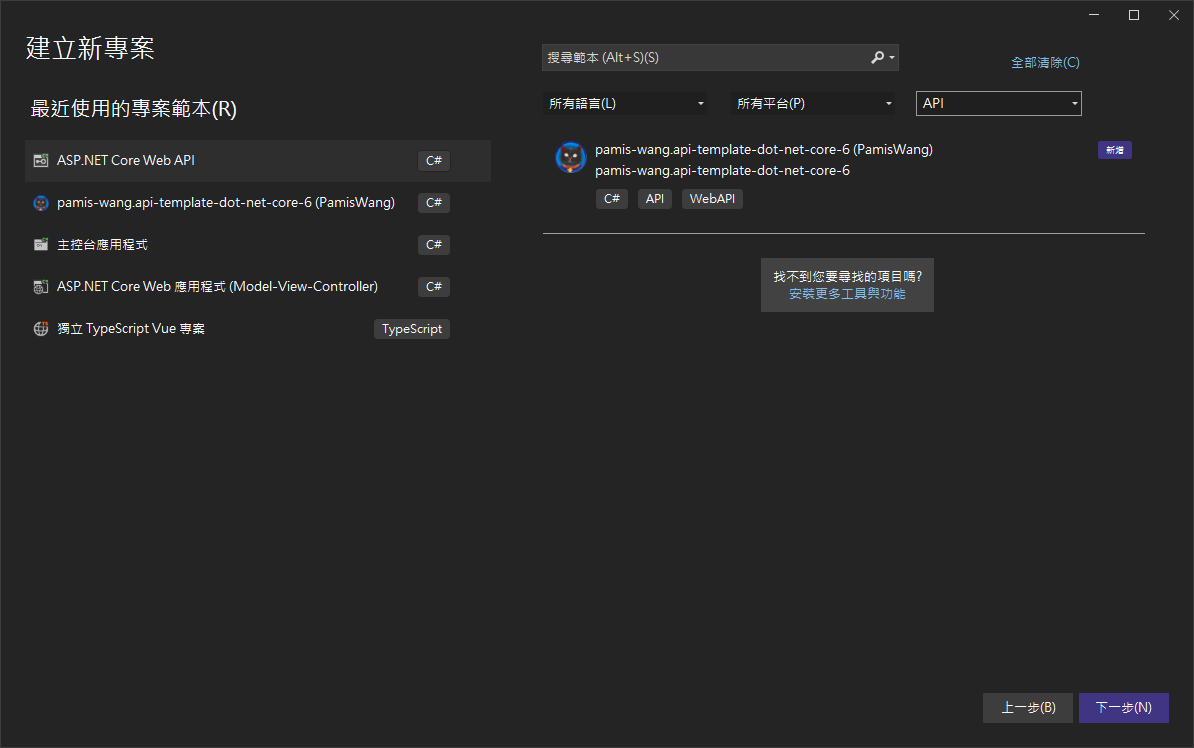 建立新專案
最近使用的專案範本(R)
ASP.NET Core Web API
C#
pamis-wang.api-template-dot-net-core-6 (PamisWang)
C#
主控台應用程式
C#
ASP.NET Core Web 應用程式 (Model-View-Controller)
C#
獨立 TypeScript Vue 專案
TypeScript
搜尋範本 (Alt+S)(S)
全部清除(C)
所有語言(L)
所有平台(P)
API
pamis-wang.api-template-dot-net-core-6 (PamisWang)
新增
pamis-wang.api-template-dot-net-core-6
C#
API
WebAPI
找不到您要尋找的項目嗎?
安裝更多工具與功能
上一步(B)
下一步(N)